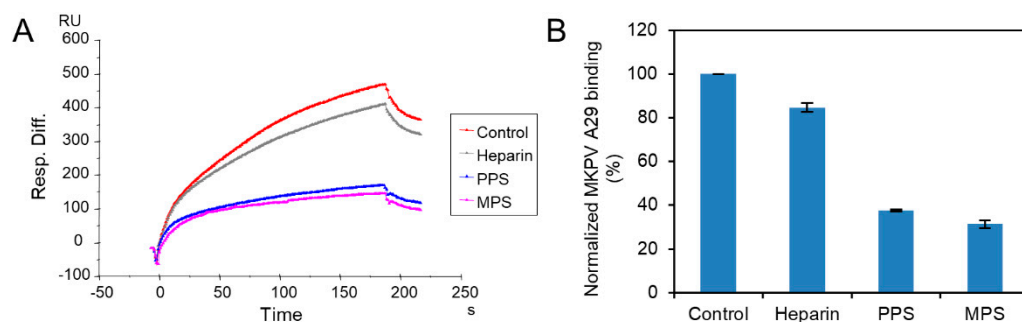 A
RU
600
500
400
300
200
100
0
-100
Resp. Diff.
-50
0
50
100
150
200
250
s
Time
Control
Heparin
PPS
MPS
B
Normalized MKPV A29 binding
(%)
120
100
80
60
40
20
0
Control
Heparin
PPS
MPS